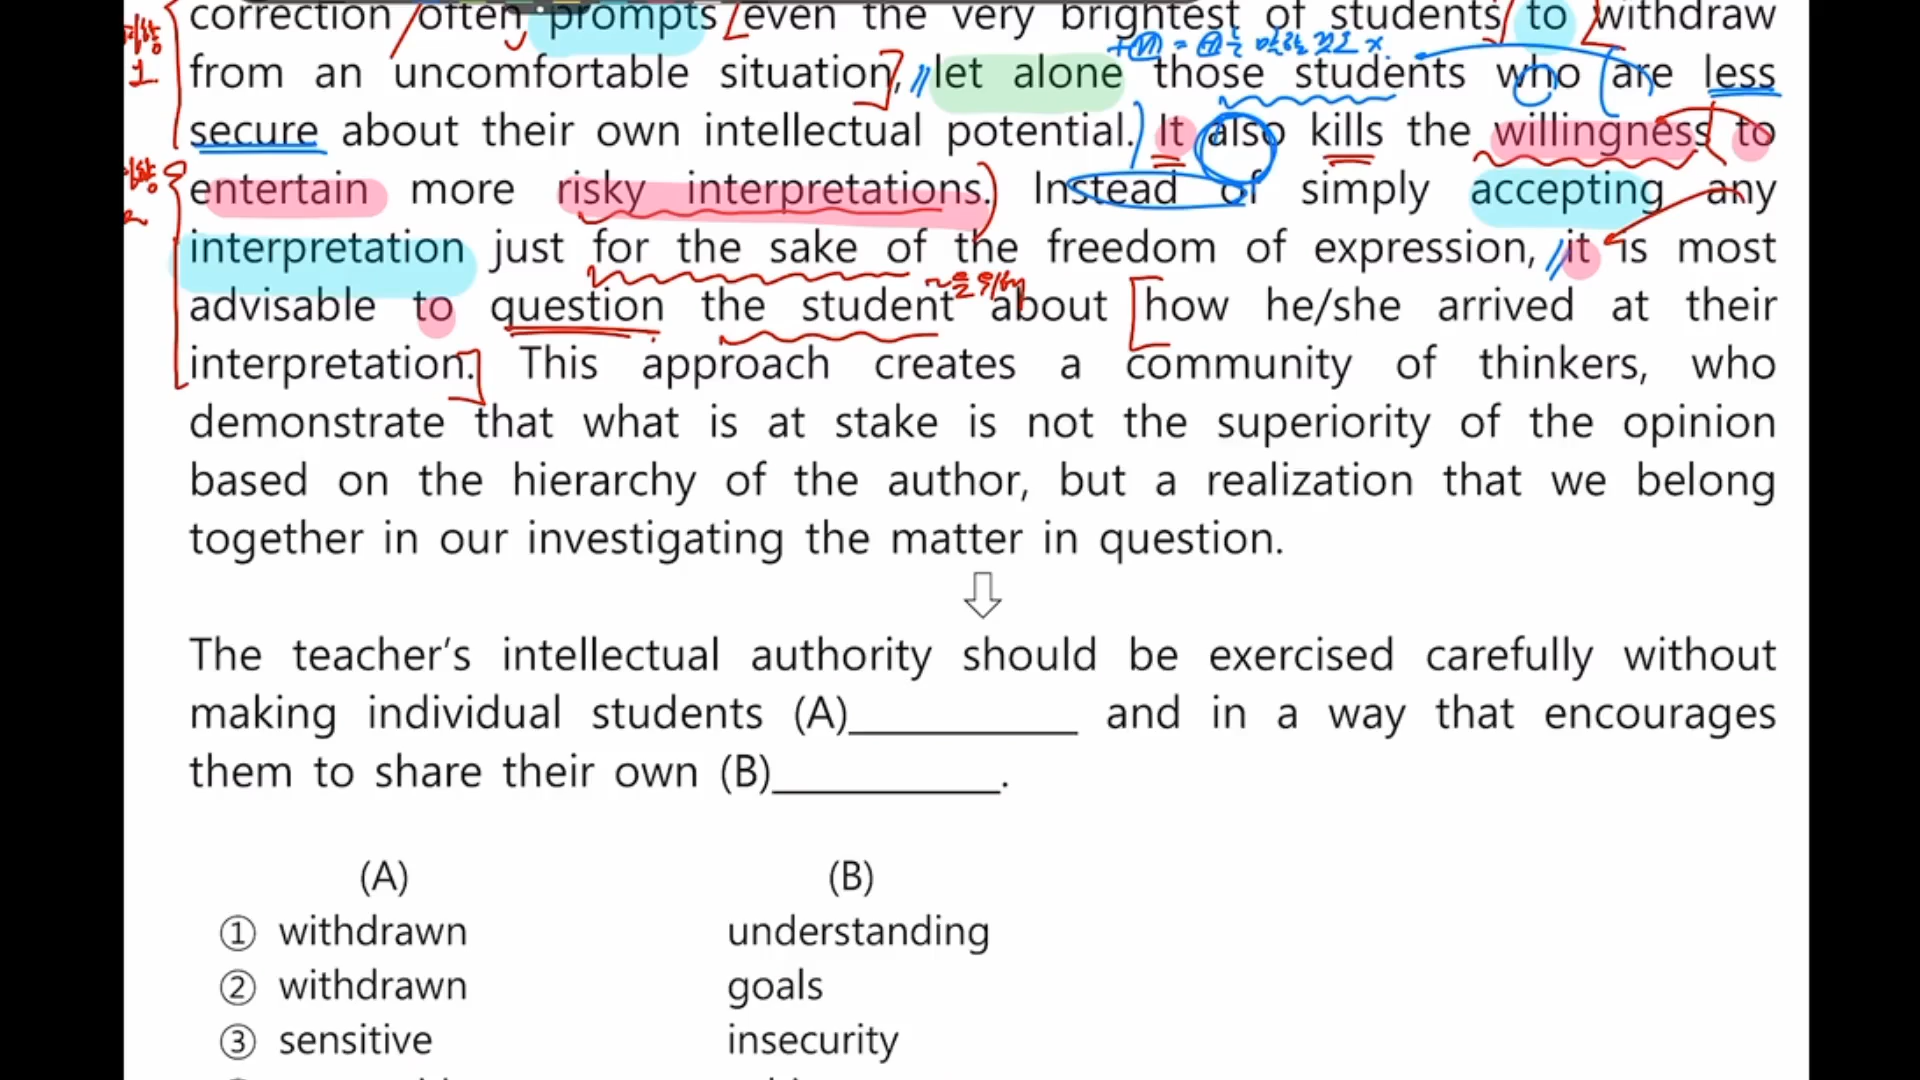 correction often prompts even the very brightest of students to withdraw
from an uncomfortable situation, let alone those students who are less
secure about their own intellectual potential. It also kills the willingness to
entertain more risky interpretations. Instead of simply accepting any
interpretation just for the sake of the freedom of expression, it is most
advisable to question the student about how he/she arrived at their
interpretation. This approach creates a community of thinkers, who
demonstrate that what is at stake is not the superiority of the opinion
based on the hierarchy of the author, but a realization that we belong
together in our investigating the matter in question.
The teacher's intellectual authority should be exercised carefully without
making individual students (A)__________ and in a way that encourages
them to share their own (B)__________.
(A) (B)
① withdrawn understanding
② withdrawn goals
③ sensitive insecurity